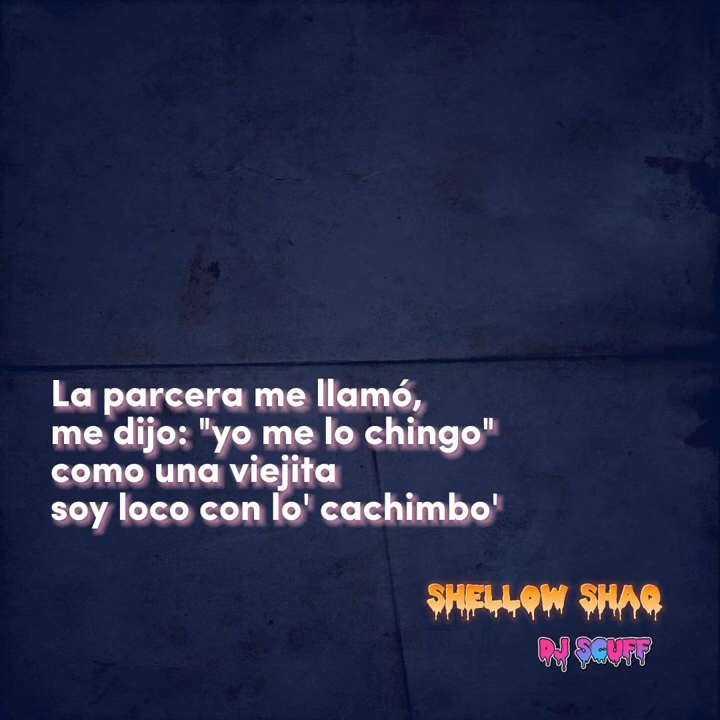 La parcera me llamó,
me dijo: "yo me lo chingo"
como una viejita
soy loco con lo' cachimbo'
SHELLOW SHAQ
DJ SCUFF